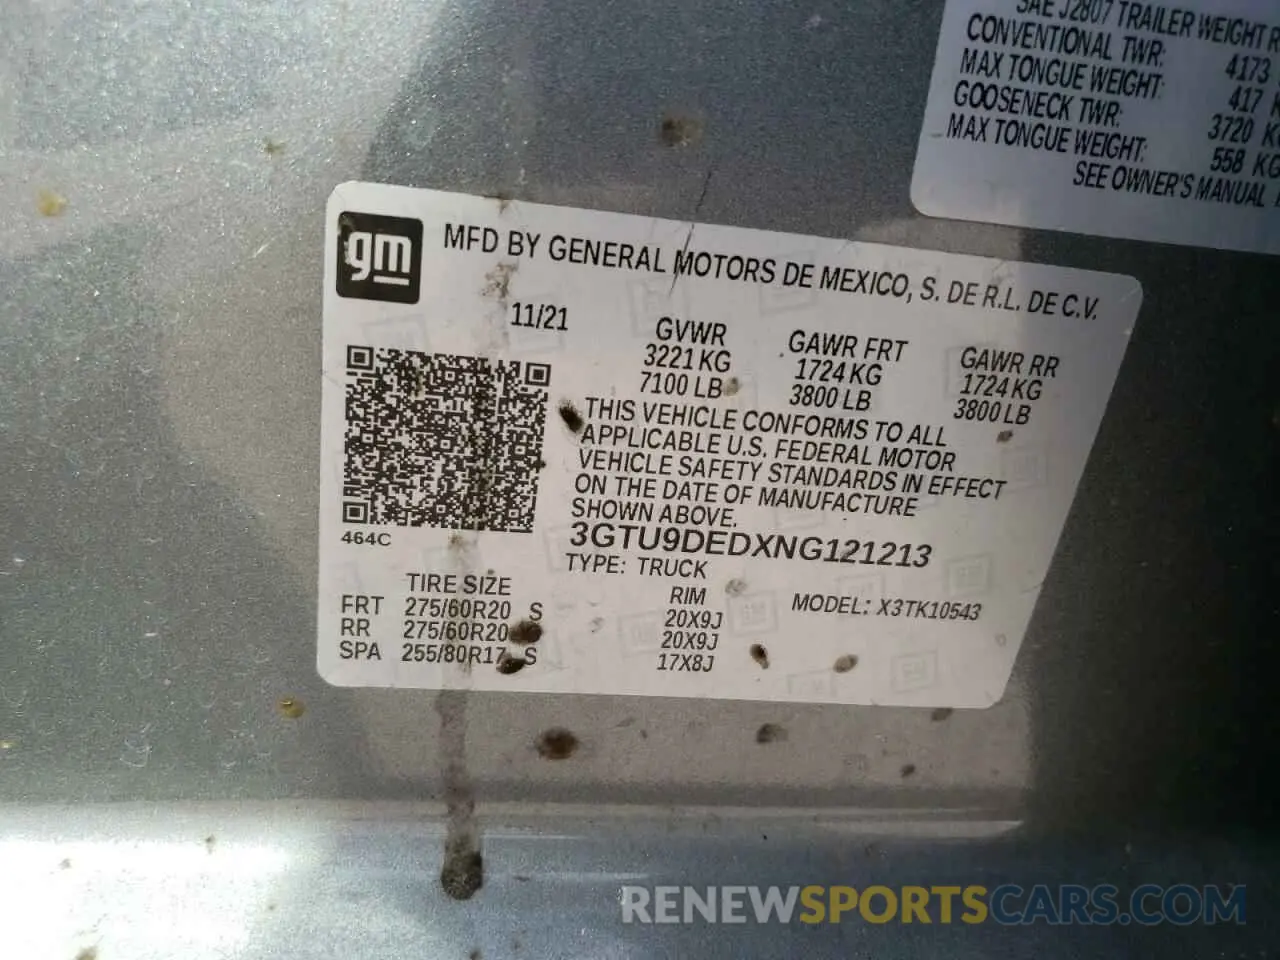 SAE J2807 TRAILER WEIGHT
CONVENTIONAL TWR: 4173
MAX TONGUE WEIGHT: 417
GOOSENECK TWR: 3720 KG
MAX TONGUE WEIGHT: 558 KG
SEE OWNER'S MANUAL
gm
MFD BY GENERAL MOTORS DE MEXICO, S. DE R.L. DE C.V.
11/21
GVWR GAWR FRT GAWR RR
3221 KG 1724 KG 1724 KG
7100 LB 3800 LB 3800 LB
THIS VEHICLE CONFORMS TO ALL
APPLICABLE U.S. FEDERAL MOTOR
VEHICLE SAFETY STANDARDS IN EFFECT
ON THE DATE OF MANUFACTURE
SHOWN ABOVE.
464C
3GTU9DEDXNG121213
TYPE: TRUCK
MODEL: X3TK10543
TIRE SIZE RIM
FRT 275/60R20 S 20X9J
RR 275/60R20 20X9J
SPA 255/80R17 S 17X8J
RENEWSPORTSCARS.COM